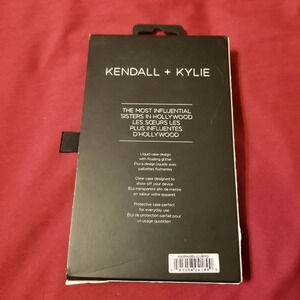 KENDALL + KYLIE
THE MOST INFLUENTIAL
SISTERS IN HOLLYWOOD
LES SŒURS LES
PLUS INFLUENTES
D'HOLLYWOOD
Liquid case design
with floating glitter
Étui à design liquide avec
paillettes flottantes
Clear case designed to
show off your device
Étui transparent afin de mettre
en valeur votre appareil
Protective case perfect
for everyday use
Étui de protection parfait pour
un usage quotidien